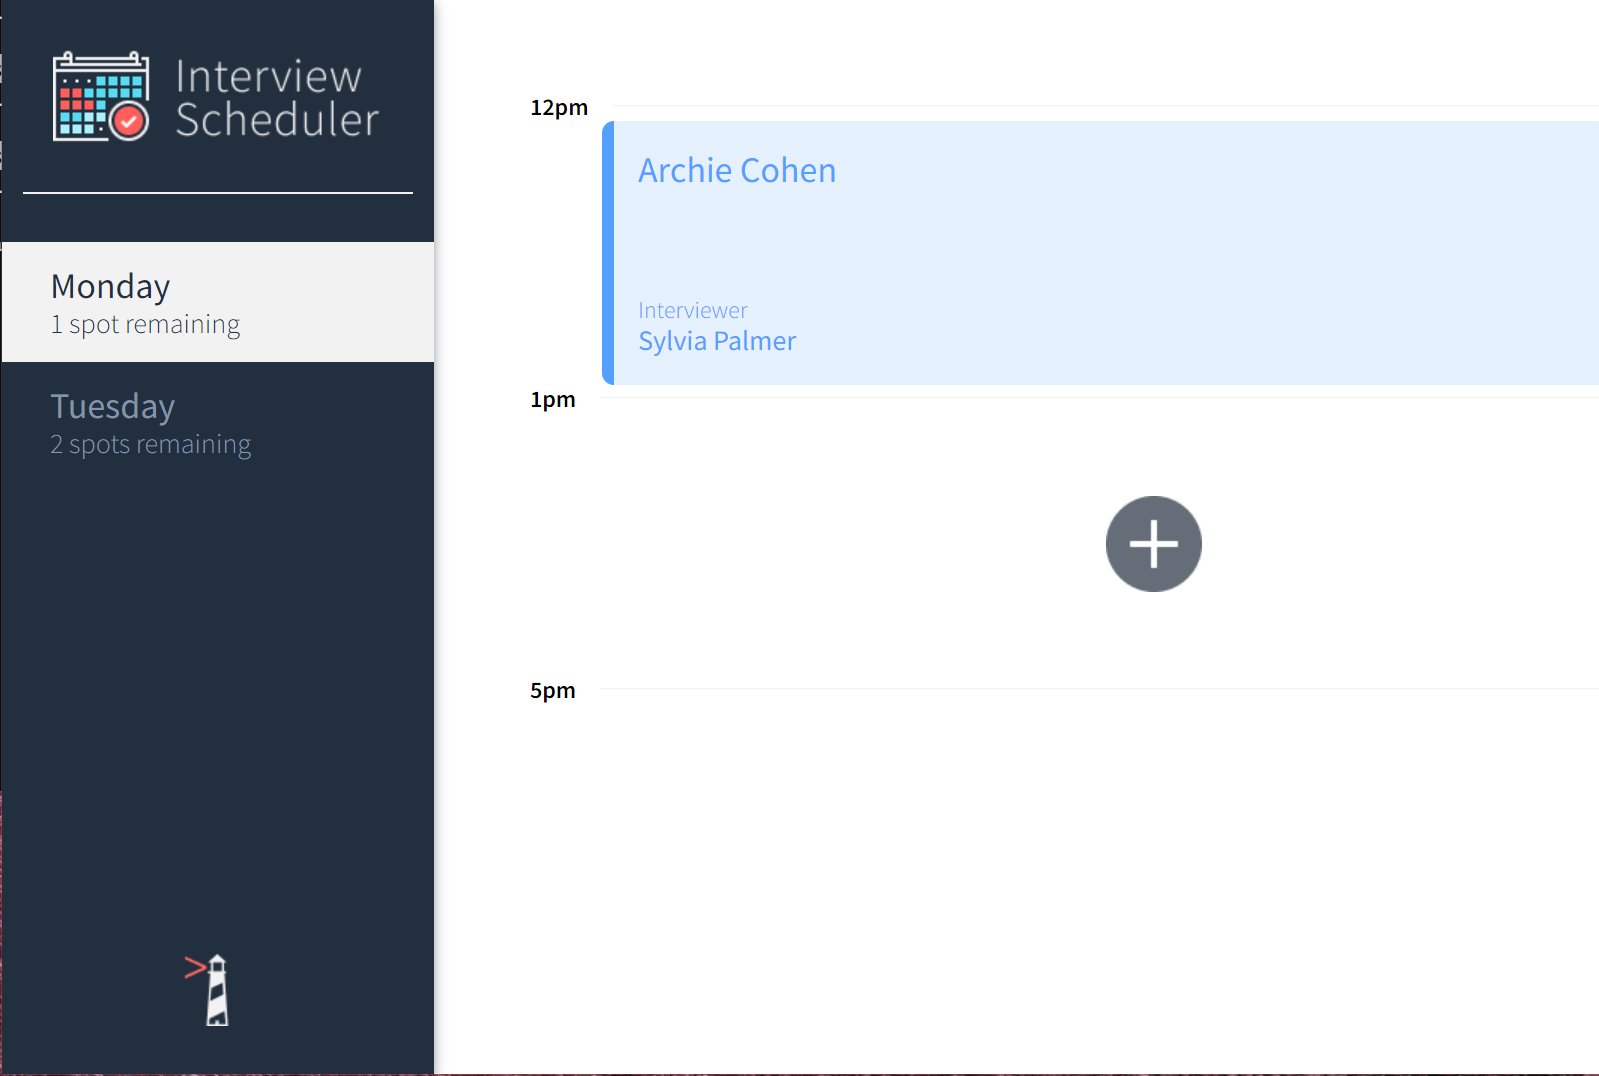 Interview
Scheduler
Monday
1 spot remaining
Tuesday
2 spots remaining
12pm
Archie Cohen
Interviewer
Sylvia Palmer
1pm
5pm